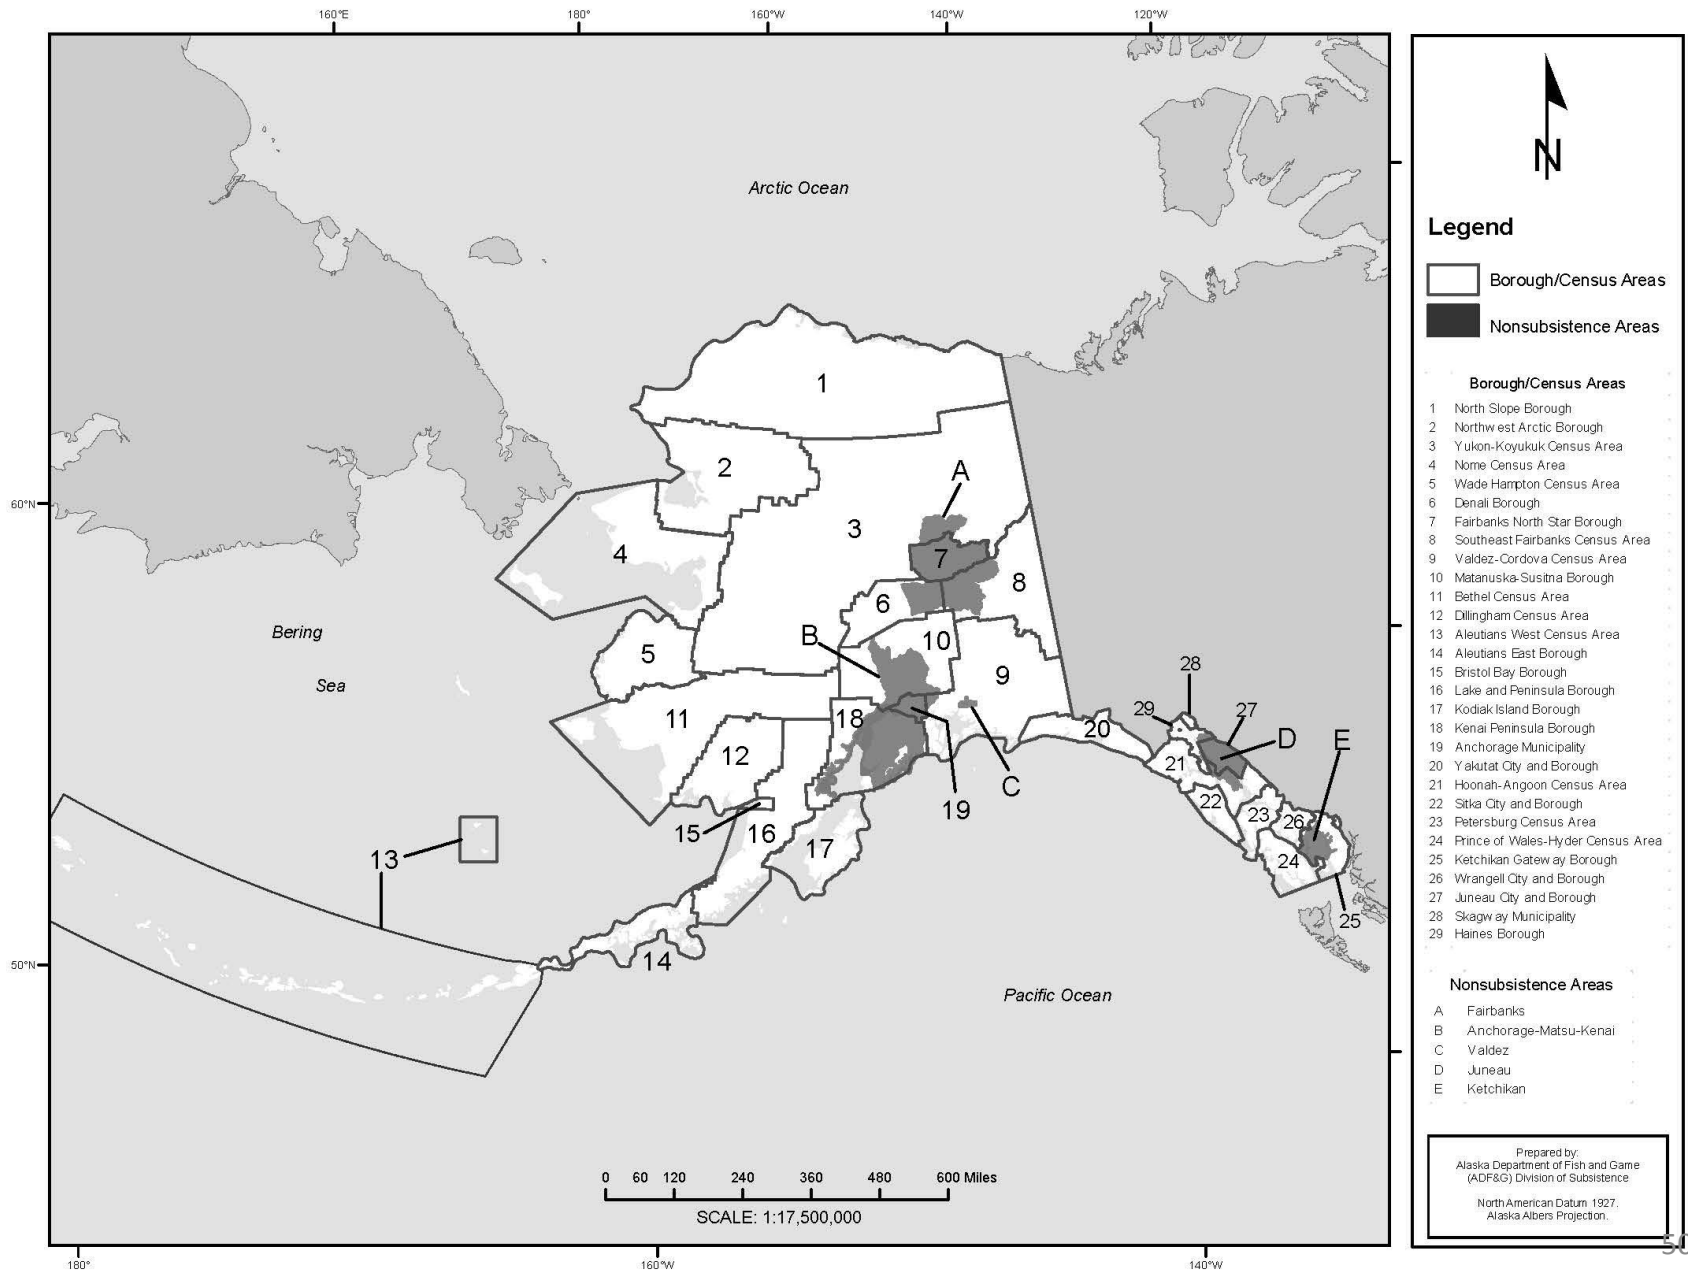 160°E
180°
160°W
140°W
120°W
Arctic Ocean
60°N
50°N
Bering
Sea
Pacific Ocean
1
2
A
3
4
7
8
6
B
10
5
9
28
11
18
29
27
20
D
E
12
21
C
22
19
23
26
15
16
17
24
13
25
14
0 60 120 240 360 480 600 Miles
SCALE: 1:17,500,000
180°
160°W
140°W
N
Legend
Borough/Census Areas
Nonsubsistence Areas
Borough/Census Areas
1 North Slope Borough
2 Northwest Arctic Borough
3 Yukon-Koyukuk Census Area
4 Nome Census Area
5 Wade Hampton Census Area
6 Denali Borough
7 Fairbanks North Star Borough
8 Southeast Fairbanks Census Area
9 Valdez-Cordova Census Area
10 Matanuska-Susitna Borough
11 Bethel Census Area
12 Dillingham Census Area
13 Aleutians West Census Area
14 Aleutians East Borough
15 Bristol Bay Borough
16 Lake and Peninsula Borough
17 Kodiak Island Borough
18 Kenai Peninsula Borough
19 Anchorage Municipality
20 Yakutat City and Borough
21 Hoonah-Angoon Census Area
22 Sitka City and Borough
23 Petersburg Census Area
24 Prince of Wales-Hyder Census Area
25 Ketchikan Gateway Borough
26 Wrangell City and Borough
27 Juneau City and Borough
28 Skagway Municipality
29 Haines Borough
Nonsubsistence Areas
A Fairbanks
B Anchorage-Matsu-Kenai
C Valdez
D Juneau
E Ketchikan
Prepared by:
Alaska Department of Fish and Game
(ADF&G) Division of Subsistence
North American Datum 1927.
Alaska Albers Projection.